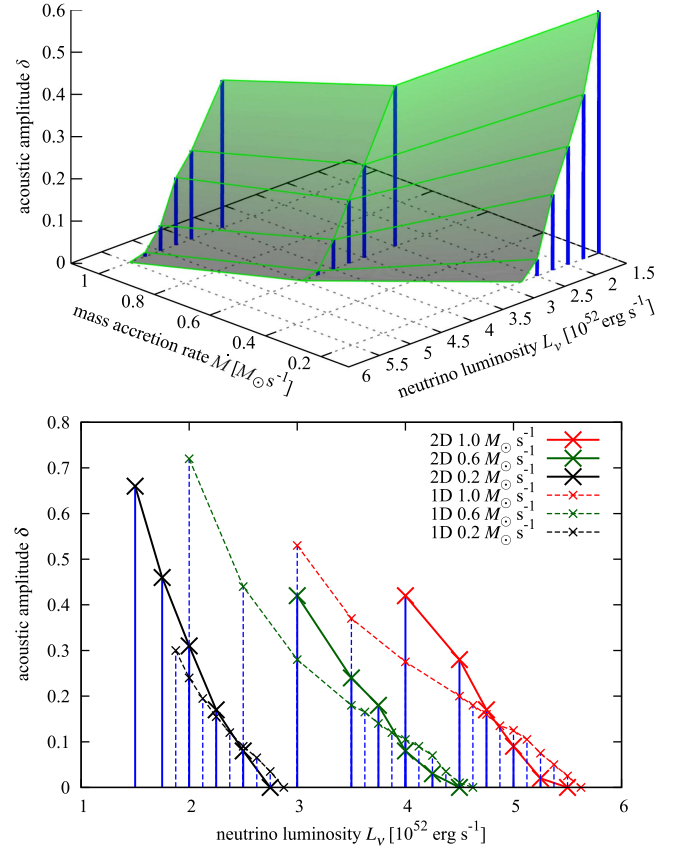 0.6
0.5
0.4
0.3
0.2
0.1
0
acoustic amplitude δ
1
0.8
0.6
0.4
0.2
mass accretion rate Ṁ [M⊙s⁻¹]
6
5.5
5
4.5
4
3.5
3
2.5
2
1.5
neutrino luminosity Lν [10⁵² erg s⁻¹]
0.8
0.7
0.6
0.5
0.4
0.3
0.2
0.1
0
acoustic amplitude δ
2D 1.0 M⊙ s⁻¹
2D 0.6 M⊙ s⁻¹
2D 0.2 M⊙ s⁻¹
1D 1.0 M⊙ s⁻¹
1D 0.6 M⊙ s⁻¹
1D 0.2 M⊙ s⁻¹
1 2 3 4 5 6
neutrino luminosity Lν [10⁵² erg s⁻¹]